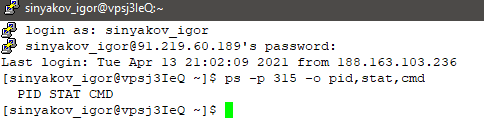 sinyakov_igor@vpsj3IeQ:~
login as: sinyakov_igor
sinyakov_igor@91.219.60.189's password:
Last login: Tue Apr 13 21:02:09 2021 from 188.163.103.236
[sinyakov_igor@vpsj3IeQ ~]$ ps -p 315 -o pid,stat,cmd
PID STAT CMD
[sinyakov_igor@vpsj3IeQ ~]$